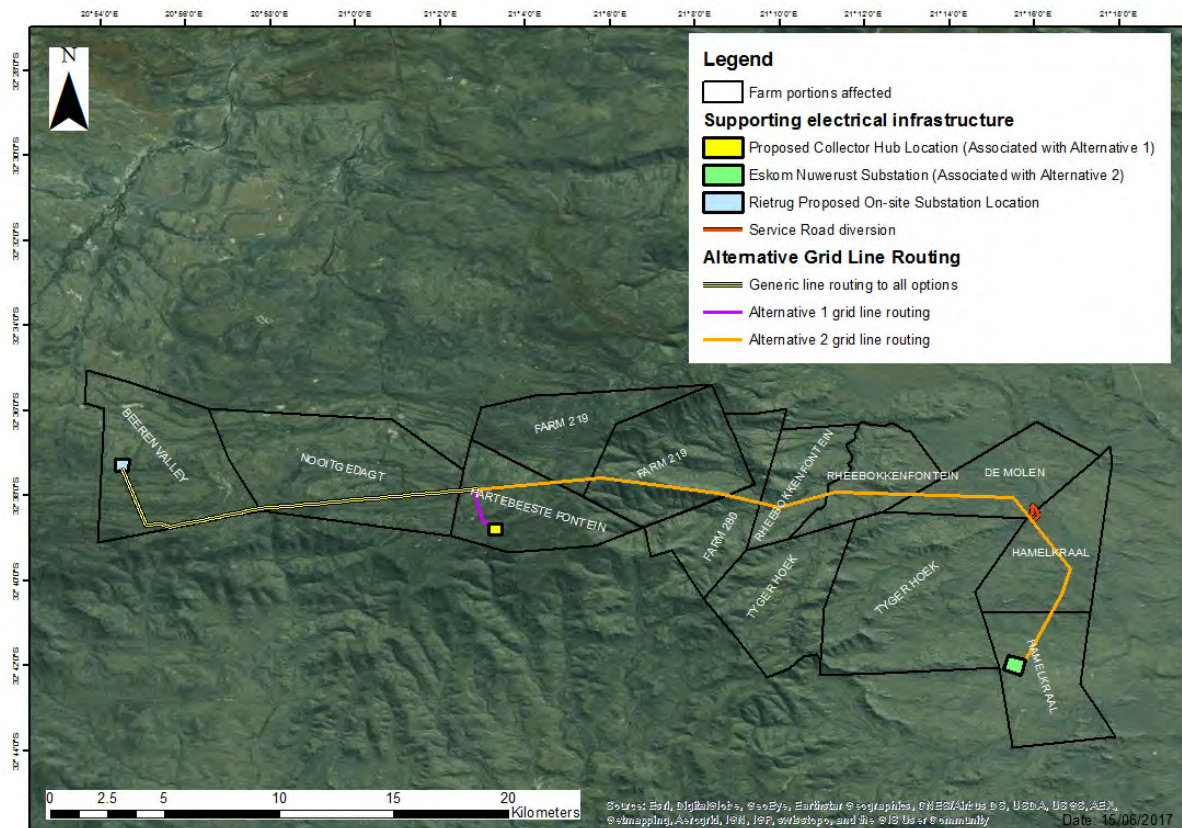 20°54'0"E 20°56'0"E 20°58'0"E 21°0'0"E 21°2'0"E 21°4'0"E 21°6'0"E 21°8'0"E 21°10'0"E 21°12'0"E 21°14'0"E 21°16'0"E 21°18'0"E
N
Legend
Farm portions affected
Supporting electrical infrastructure
Proposed Collector Hub Location (Associated with Alternative 1)
Eskom Nuwerust Substation (Associated with Alternative 2)
Rietrug Proposed On-site Substation Location
Service Road diversion
Alternative Grid Line Routing
Generic line routing to all options
Alternative 1 grid line routing
Alternative 2 grid line routing
BEEREN VALLEY
NOOITGEDAGT
FARM 219
FARM 219
HARTEBEESTE FONTEIN
FARM 280
RHEEBOKKENFONTEIN
RHEEBOKKENFONTEIN
DE MOLEN
TYGER HOEK
TYGER HOEK
HAMELKRAAL
HAMELKRAAL
0 2.5 5 10 15 20
Kilometers
Source: Esri, DigitalGlobe, GeoEye, Earthstar Geographics, CNES/Airbus DS, USDA, USGS, AEX,
Getmapping, Aerogrid, IGN, IGP, swisstopo, and the GIS User Community
Date: 15/06/2017